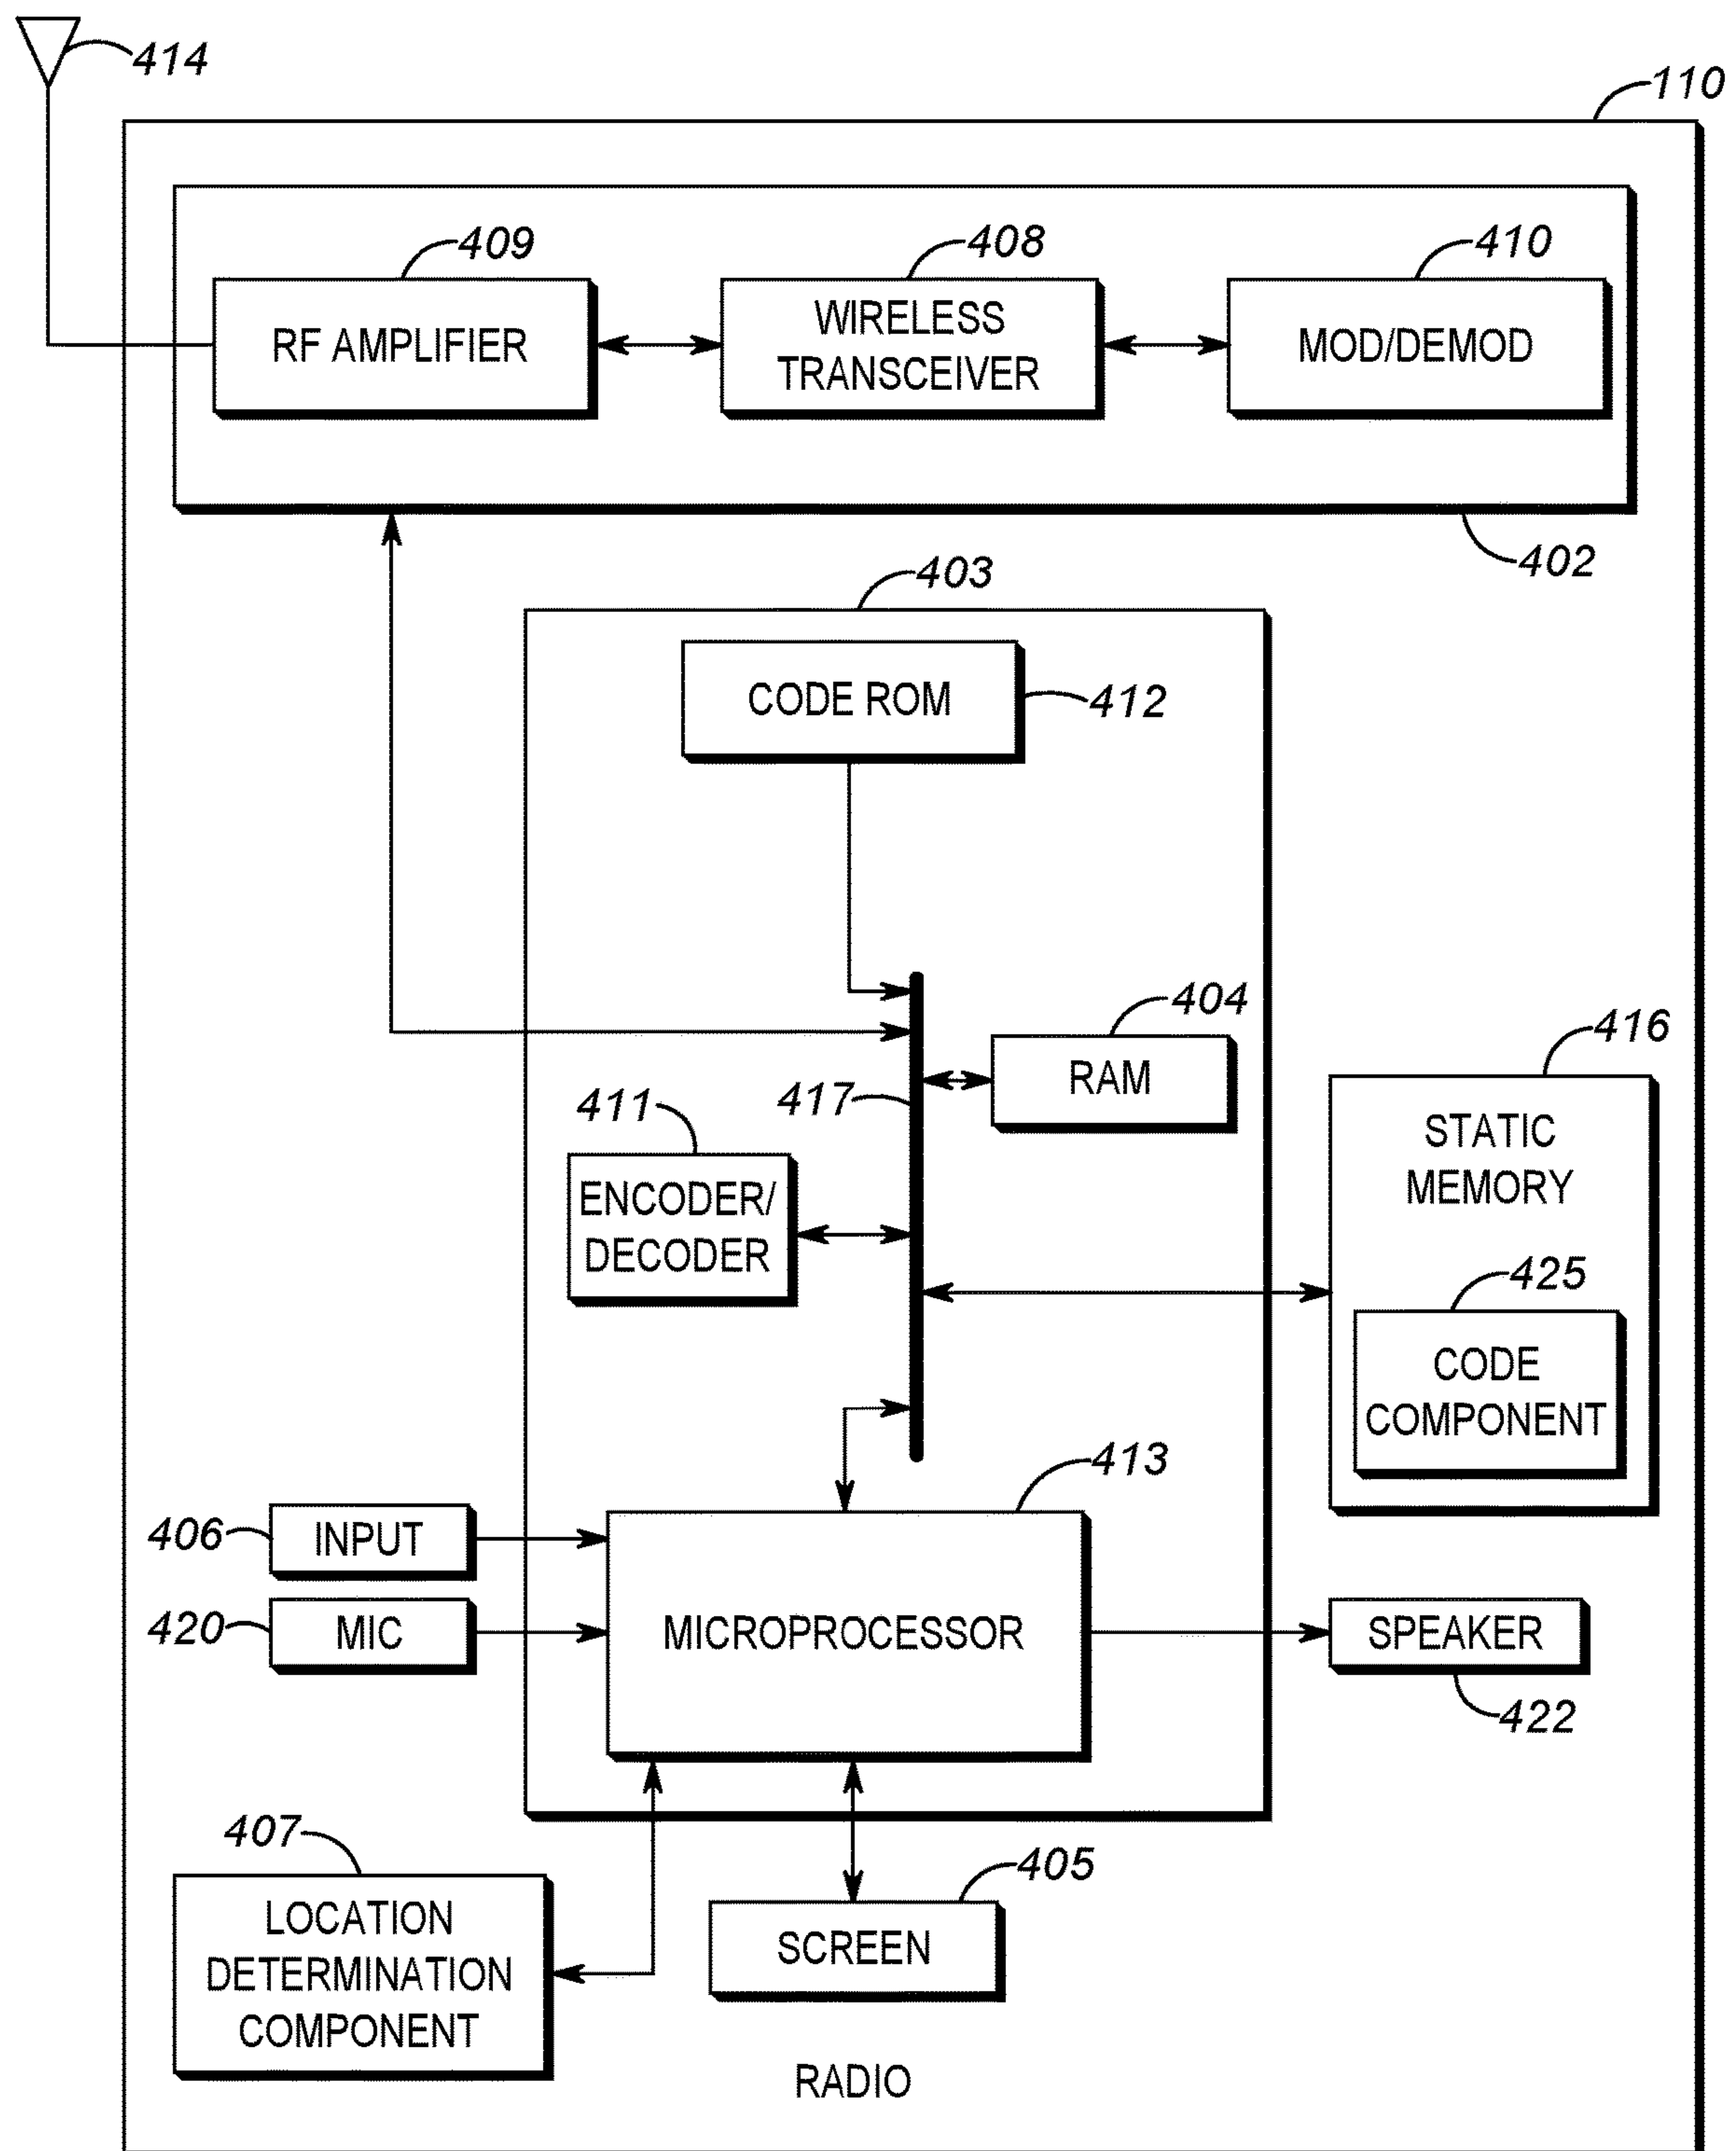 414
110
409
408
410
RF AMPLIFIER
WIRELESS
TRANSCEIVER
MOD/DEMOD
402
403
CODE ROM
412
404
RAM
417
411
ENCODER/
DECODER
416
STATIC
MEMORY
425
CODE
COMPONENT
413
406
INPUT
420
MIC
MICROPROCESSOR
SPEAKER
422
407
LOCATION
DETERMINATION
COMPONENT
405
SCREEN
RADIO